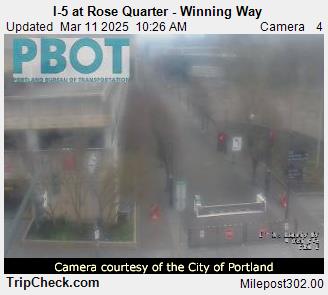 I-5 at Rose Quarter - Winning Way
Updated Mar 11 2025 10:26 AM Camera 4
PBOT
PORTLAND BUREAU OF TRANSPORTATION
Camera courtesy of the City of Portland
TripCheck.com Milepost302.00